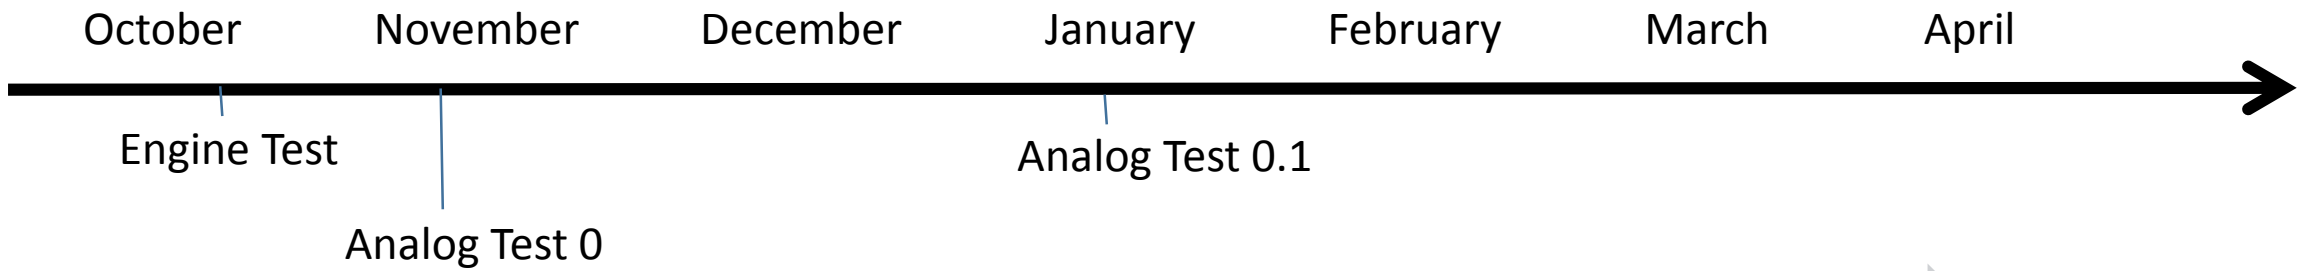 October November December January February March April
Engine Test
Analog Test 0.1
Analog Test 0